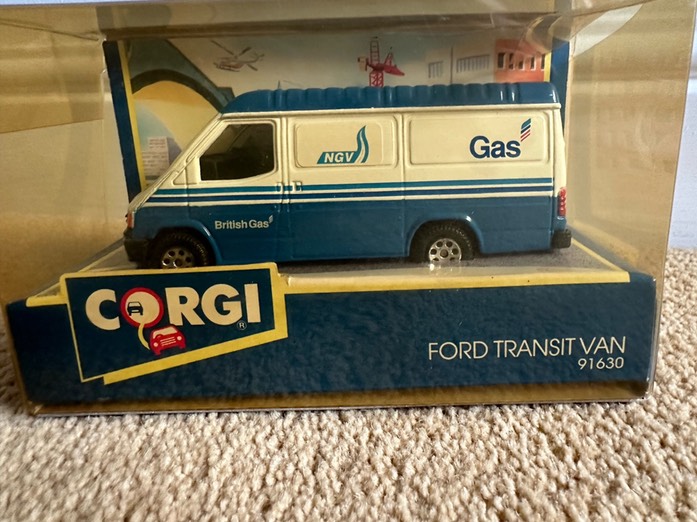 NGV
Gas
British Gas
CORGI
®
FORD TRANSIT VAN
91630